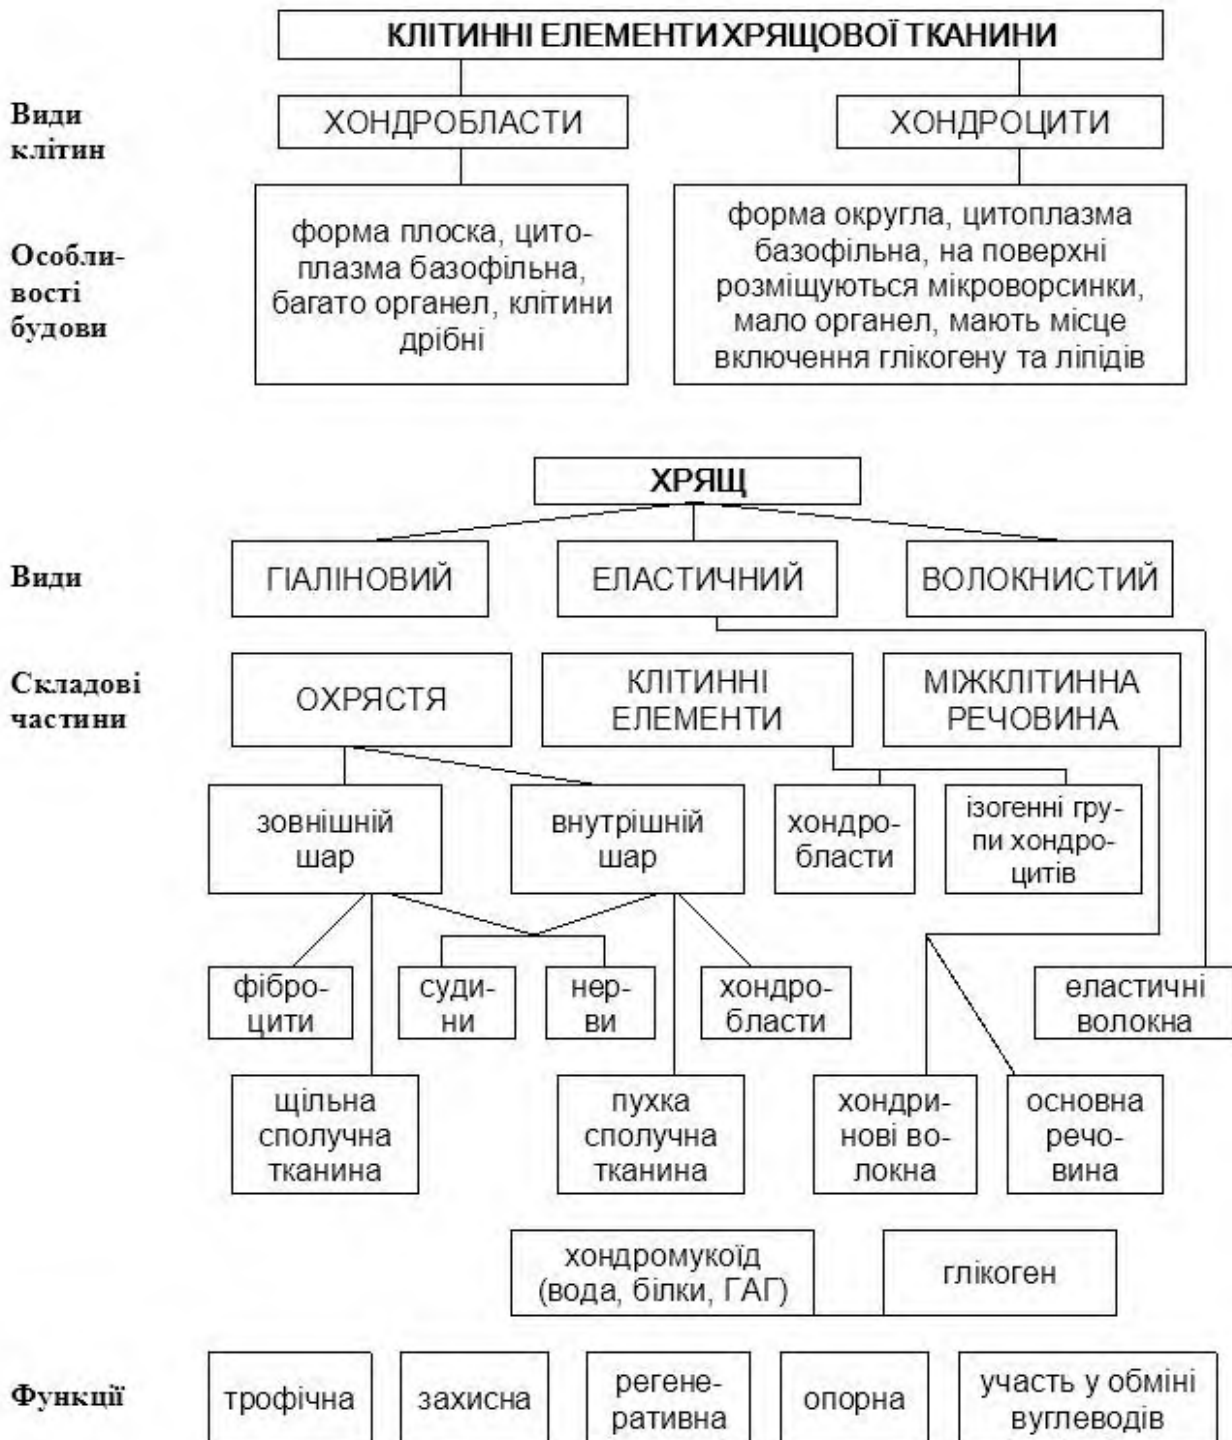 КЛІТИННІ ЕЛЕМЕНТИ ХРЯЩОВОЇ ТКАНИНИ
Види
клітин
ХОНДРОБЛАСТИ
ХОНДРОЦИТИ
Особли-
вості
будови
форма плоска, цито-
плазма базофільна,
багато органел, клітини
дрібні
форма округла, цитоплазма
базофільна, на поверхні
розміщуються мікроворсинки,
мало органел, мають місце
включення глікогену та ліпідів
ХРЯЩ
Види
ГІАЛІНОВИЙ
ЕЛАСТИЧНИЙ
ВОЛОКНИСТИЙ
Складові
частини
ОХРЯСТЯ
КЛІТИННІ
ЕЛЕМЕНТИ
МІЖКЛІТИННА
РЕЧОВИНА
зовнішній
шар
внутрішній
шар
хондро-
бласти
ізогенні гру-
пи хондро-
цитів
фібро-
цити
суди-
ни
нер-
ви
хондро-
бласти
еластичні
волокна
щільна
сполучна
тканина
пухка
сполучна
тканина
хондри-
нові во-
локна
основна
речо-
вина
хондромукоїд
(вода, білки, ГАГ)
глікоген
Функції
трофічна
захисна
регене-
ративна
опорна
участь у обміні
вуглеводів